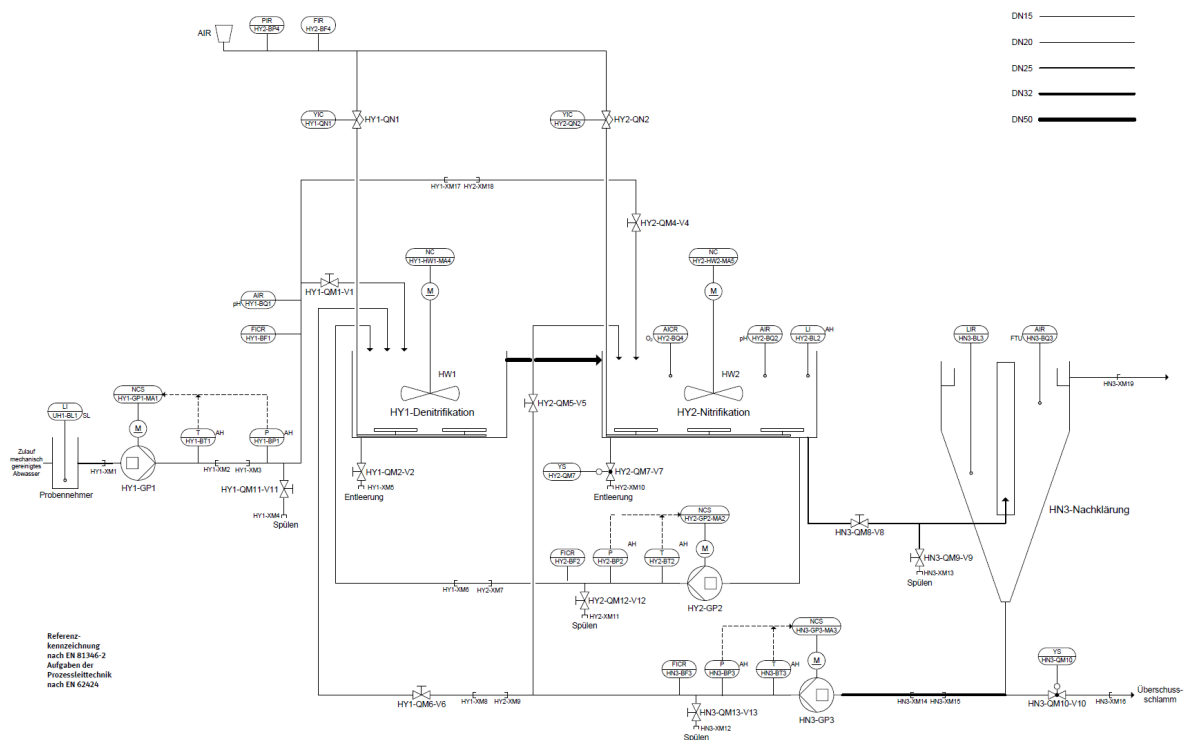 AIR
PIR
HY2-BP4
FIR
HY2-BF4
DN15
DN20
DN25
DN32
DN50
YIC
HY1-QN1
HY1-QN1
YIC
HY2-QN2
HY2-QN2
HY1-XM17
HY2-XM18
HY2-QM4-V4
NC
HY1-HW1-MA4
M
NC
HY2-HW2-MA5
M
HY1-QM1-V1
AIR
pH
HY1-BQ1
FICR
HY1-BF1
AICR
O₂
HY2-BQ4
AIR
pH
HY2-BQ2
LI
AH
HY2-BL2
LIR
HN3-BL3
AIR
FTU
HN3-BQ3
HN3-XM19
HW1
HY1-Denitrifikation
HW2
HY2-Nitrifikation
HY2-QM5-V5
NCS
HY1-GP1-MA1
M
LI
UH1-BL1
SL
T
AH
HY1-BT1
P
AH
HY1-BP1
Zulauf
mechanisch
gereinigtes
Abwasser
HY1-XM1
HY1-XM2
HY1-XM3
Probennehmer
HY1-GP1
HY1-QM11-V11
HY1-XM4
Spülen
HY1-QM2-V2
HY1-XM5
Entleerung
YS
HY2-QM7
HY2-QM7-V7
HY2-XM10
Entleerung
HN3-Nachklärung
HN3-QM8-V8
HN3-QM9-V9
HN3-XM13
Spülen
NCS
HY2-GP2-MA2
M
FICR
HY2-BF2
P
AH
HY2-BP2
T
AH
HY2-BT2
HY1-XM6
HY2-XM7
HY2-GP2
HY2-QM12-V12
HY2-XM11
Spülen
NCS
HN3-GP3-MA3
M
FICR
HN3-BF3
P
AH
HN3-BP3
T
AH
HN3-BT3
YS
HN3-QM10
HY1-QM6-V6
HY1-XM8
HY2-XM9
HN3-QM13-V13
HN3-XM12
Spülen
HN3-GP3
HN3-XM14
HN3-XM15
HN3-QM10-V10
HN3-XM16
Überschuss-
schlamm
Referenz-
kennzeichnung
nach EN 81346-2
Aufgaben der
Prozessleittechnik
nach EN 62424